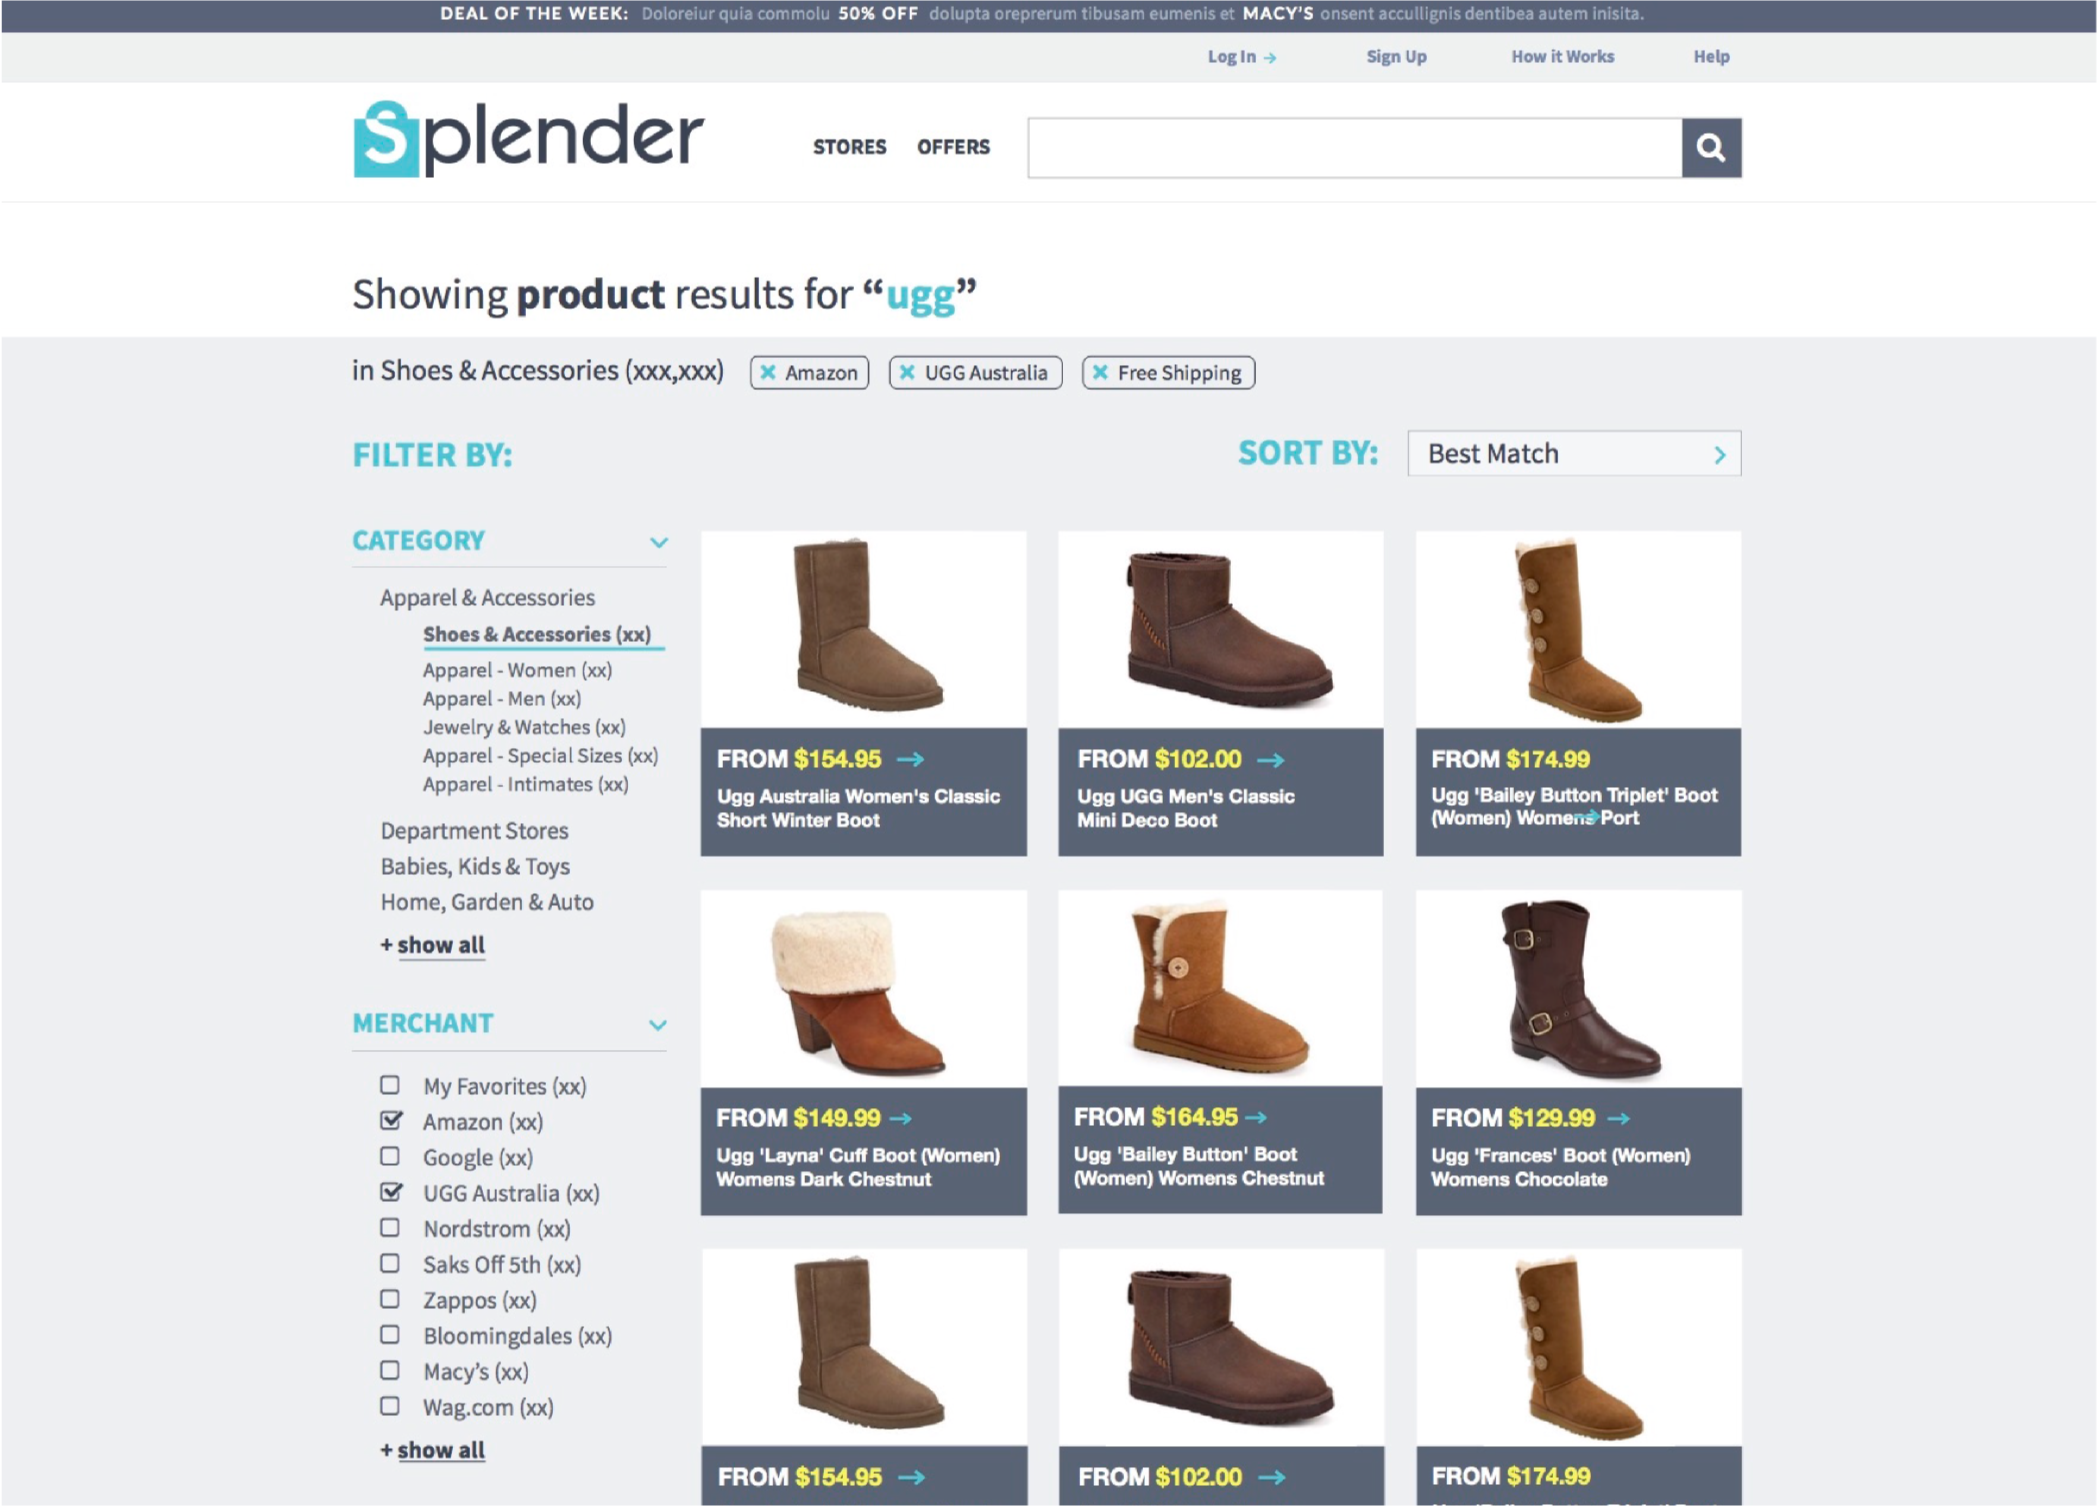 DEAL OF THE WEEK: Doloreiur quia commolu 50% OFF dolupta oreprerum tibusam eumenis et MACY'S onsent accullignis dentibea autem inisita.
Log In → Sign Up How it Works Help
Splender STORES OFFERS
Showing product results for “ugg”
in Shoes & Accessories (xxx,xxx) × Amazon × UGG Australia × Free Shipping
FILTER BY:
SORT BY: Best Match
CATEGORY
Apparel & Accessories
Shoes & Accessories (xx)
Apparel - Women (xx)
Apparel - Men (xx)
Jewelry & Watches (xx)
Apparel - Special Sizes (xx)
Apparel - Intimates (xx)
Department Stores
Babies, Kids & Toys
Home, Garden & Auto
+ show all
MERCHANT
My Favorites (xx)
Amazon (xx)
Google (xx)
UGG Australia (xx)
Nordstrom (xx)
Saks Off 5th (xx)
Zappos (xx)
Bloomingdales (xx)
Macy’s (xx)
Wag.com (xx)
+ show all
FROM $154.95 →
Ugg Australia Women's Classic
Short Winter Boot
FROM $102.00 →
Ugg UGG Men's Classic
Mini Deco Boot
FROM $174.99
Ugg 'Bailey Button Triplet' Boot
(Women) Womens Port
FROM $149.99 →
Ugg 'Layna' Cuff Boot (Women)
Womens Dark Chestnut
FROM $164.95 →
Ugg 'Bailey Button' Boot
(Women) Womens Chestnut
FROM $129.99 →
Ugg 'Frances' Boot (Women)
Womens Chocolate
FROM $154.95 →
FROM $102.00 →
FROM $174.99